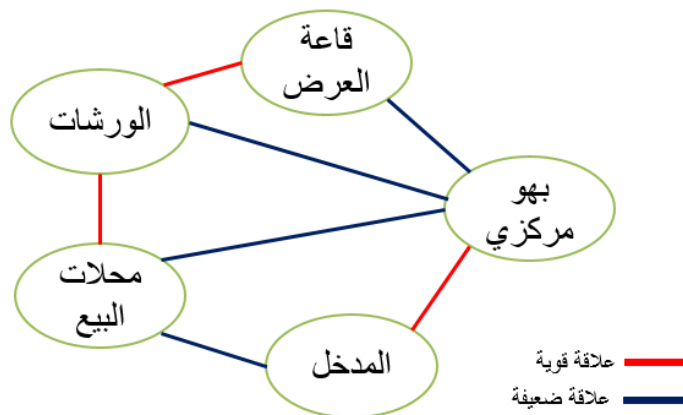 قاعة
العرض
الورشات
بهو
مركزي
محلات
البيع
المدخل
علاقة قوية
علاقة ضعيفة